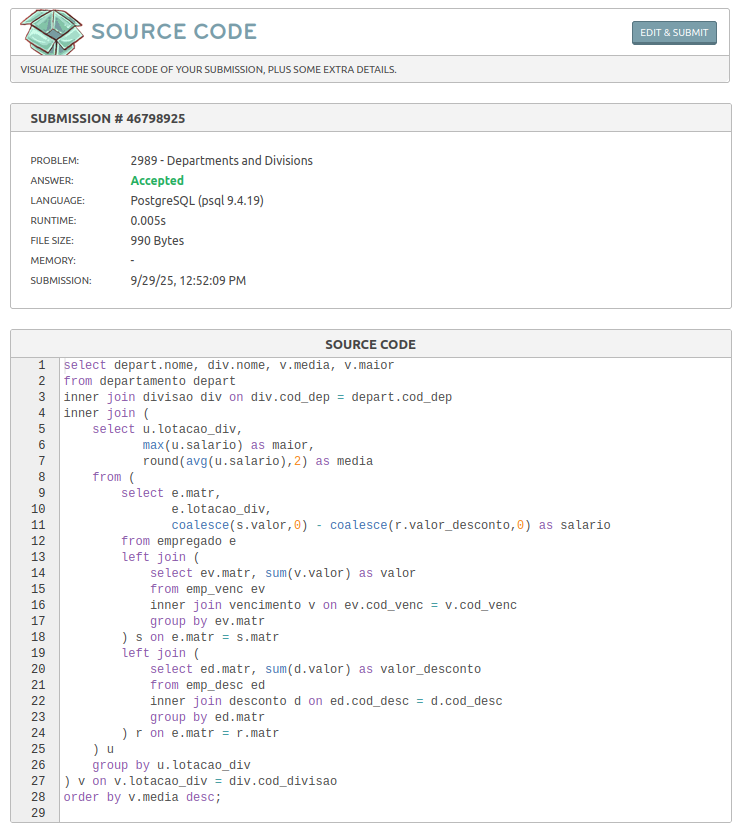 SOURCE CODE
EDIT & SUBMIT
VISUALIZE THE SOURCE CODE OF YOUR SUBMISSION, PLUS SOME EXTRA DETAILS.
SUBMISSION # 46798925
PROBLEM: 2989 - Departments and Divisions
ANSWER: Accepted
LANGUAGE: PostgreSQL (psql 9.4.19)
RUNTIME: 0.005s
FILE SIZE: 990 Bytes
MEMORY: -
SUBMISSION: 9/29/25, 12:52:09 PM
SOURCE CODE
1 select depart.nome, div.nome, v.media, v.maior
2 from departamento depart
3 inner join divisao div on div.cod_dep = depart.cod_dep
4 inner join (
5     select u.lotacao_div,
6            max(u.salario) as maior,
7            round(avg(u.salario),2) as media
8     from (
9         select e.matr,
10                e.lotacao_div,
11                coalesce(s.valor,0) - coalesce(r.valor_desconto,0) as salario
12         from empregado e
13         left join (
14             select ev.matr, sum(v.valor) as valor
15             from emp_venc ev
16             inner join vencimento v on ev.cod_venc = v.cod_venc
17             group by ev.matr
18         ) s on e.matr = s.matr
19         left join (
20             select ed.matr, sum(d.valor) as valor_desconto
21             from emp_desc ed
22             inner join desconto d on ed.cod_desc = d.cod_desc
23             group by ed.matr
24         ) r on e.matr = r.matr
25     ) u
26     group by u.lotacao_div
27 ) v on v.lotacao_div = div.cod_divisao
28 order by v.media desc;
29